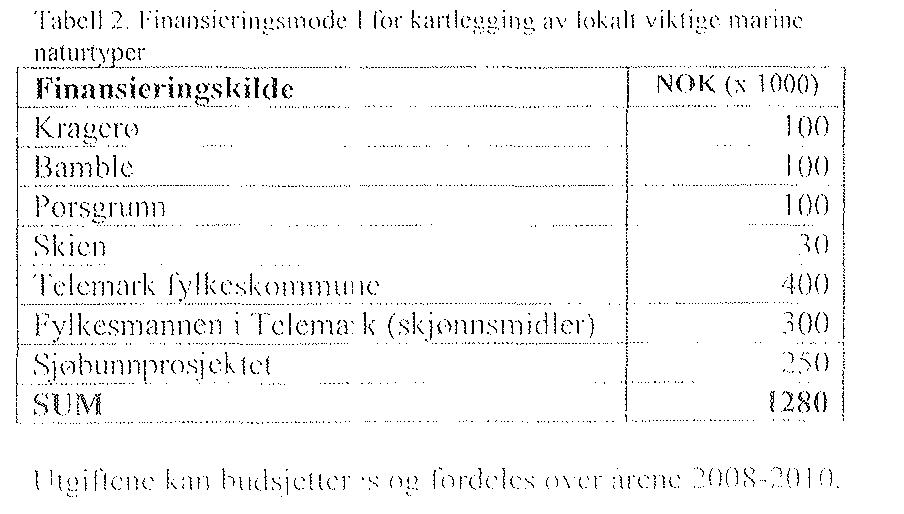 Tabell 2. Finansieringsmodell for kartlegging av lokalt viktige marine
naturtyper
Finansieringskilde NOK (x 1000)
Kragerø 100
Bamble 100
Porsgrunn 100
Skien 30
Telemark fylkeskommune 400
Fylkesmannen i Telemark (skjønnsmidler) 300
Sjøbunnprosjektet 250
SUM 1280
Utgiftene kan budsjetteres og fordeles over årene 2008-2010.